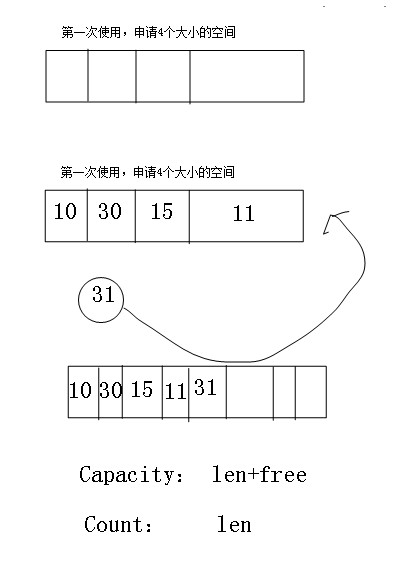 第一次使用，申请4个大小的空间
第一次使用，申请4个大小的空间
10 30 15 11
31
10 30 15 11 31
Capacity: len+free
Count: len